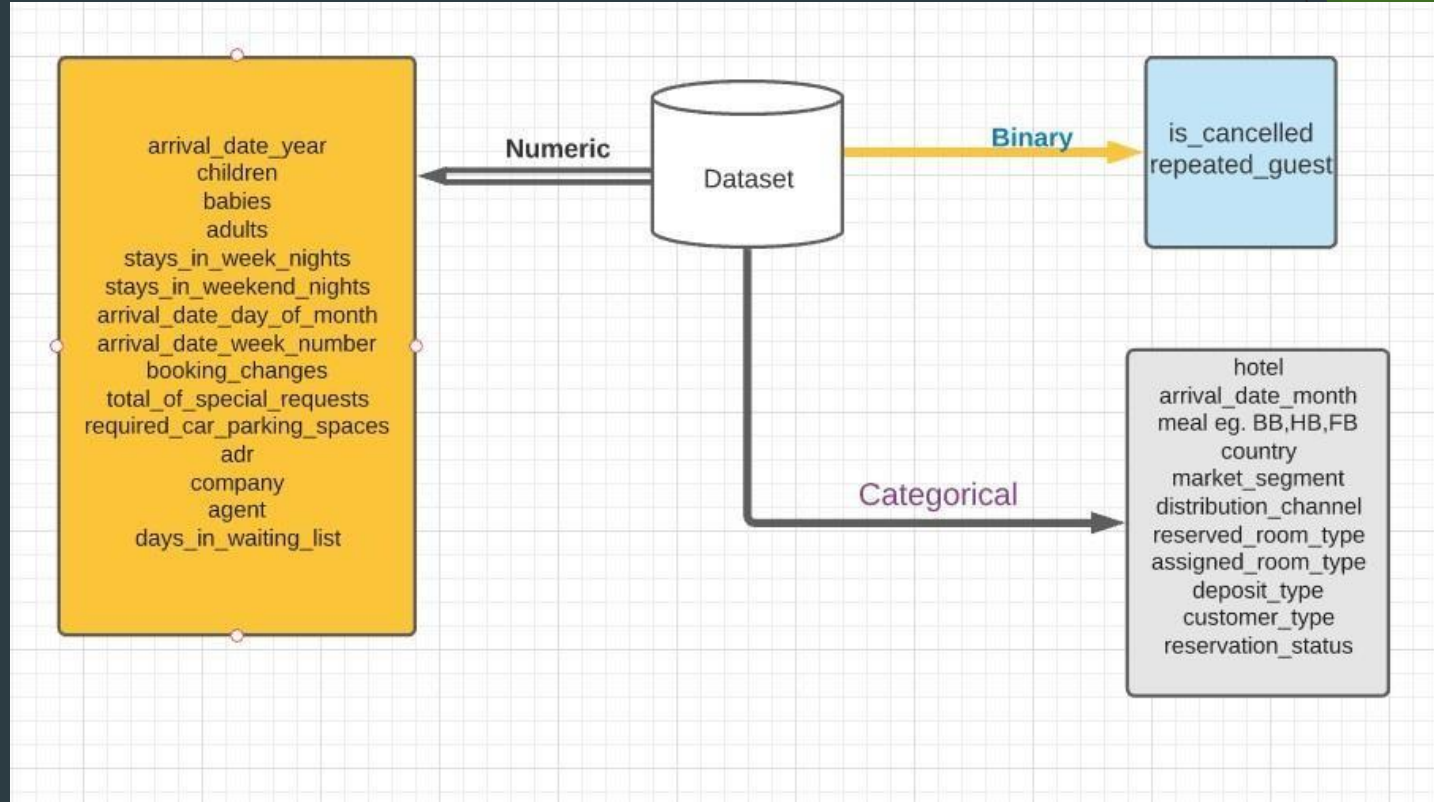 arrival_date_year
children
babies
adults
stays_in_week_nights
stays_in_weekend_nights
arrival_date_day_of_month
arrival_date_week_number
booking_changes
total_of_special_requests
required_car_parking_spaces
adr
company
agent
days_in_waiting_list
Numeric
Dataset
Binary
is_cancelled
repeated_guest
Categorical
hotel
arrival_date_month
meal eg. BB,HB,FB
country
market_segment
distribution_channel
reserved_room_type
assigned_room_type
deposit_type
customer_type
reservation_status